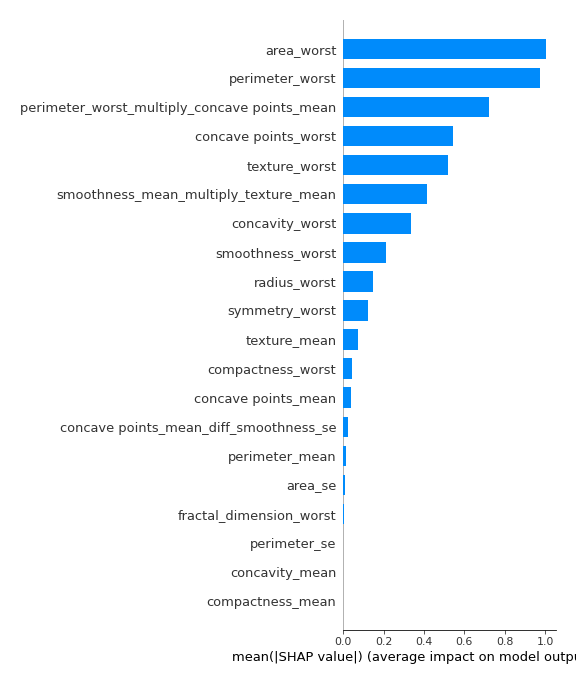 area_worst
perimeter_worst
perimeter_worst_multiply_concave points_mean
concave points_worst
texture_worst
smoothness_mean_multiply_texture_mean
concavity_worst
smoothness_worst
radius_worst
symmetry_worst
texture_mean
compactness_worst
concave points_mean
concave points_mean_diff_smoothness_se
perimeter_mean
area_se
fractal_dimension_worst
perimeter_se
concavity_mean
compactness_mean
0.0 0.2 0.4 0.6 0.8 1.0
mean(|SHAP value|) (average impact on model outpu